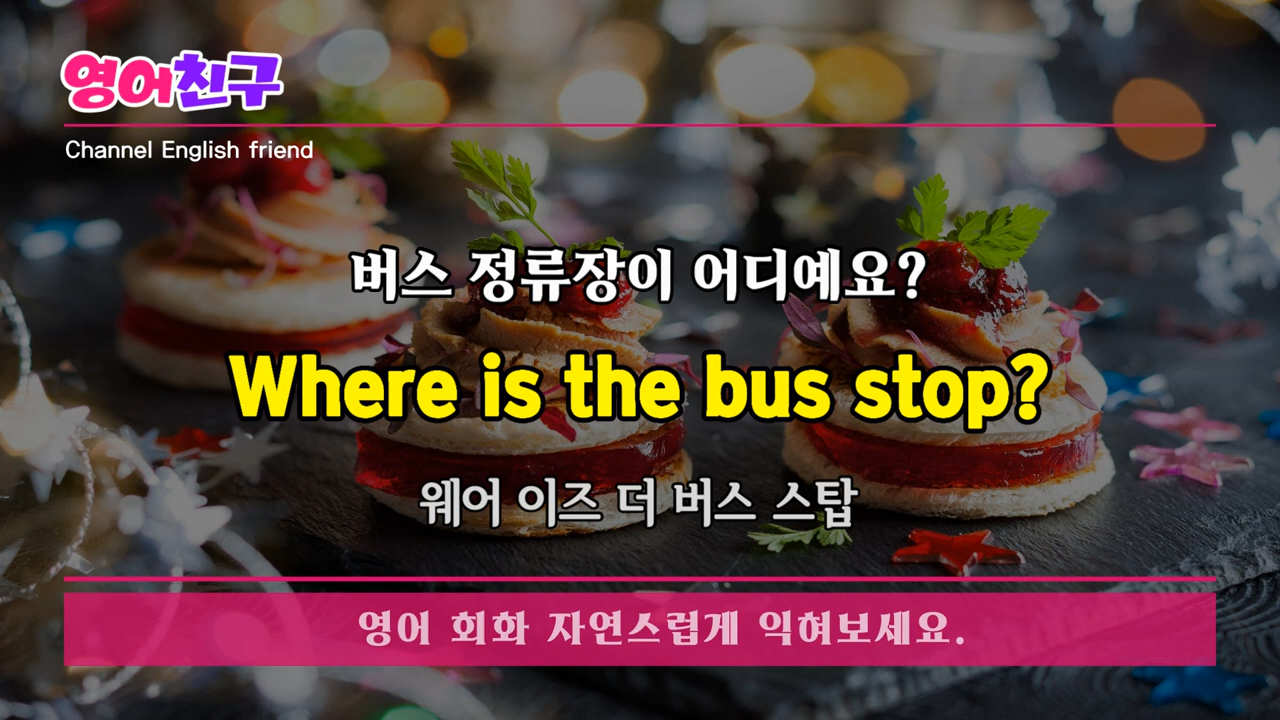 영어친구
Channel English friend
버스 정류장이 어디예요?
Where is the bus stop?
웨어 이즈 더 버스 스탑
영어 회화 자연스럽게 익혀보세요.